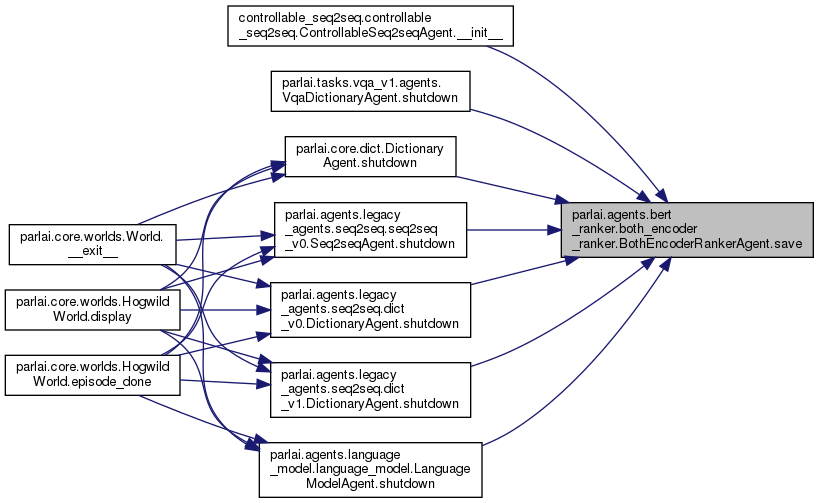 controllable_seq2seq.controllable
_seq2seq.ControllableSeq2seqAgent.__init__
parlai.tasks.vqa_v1.agents.
VqaDictionaryAgent.shutdown
parlai.core.dict.Dictionary
Agent.shutdown
parlai.agents.legacy
_agents.seq2seq.seq2seq
_v0.Seq2seqAgent.shutdown
parlai.agents.bert
_ranker.both_encoder
_ranker.BothEncoderRankerAgent.save
parlai.core.worlds.World.
__exit__
parlai.core.worlds.Hogwild
World.display
parlai.agents.legacy
_agents.seq2seq.dict
_v0.DictionaryAgent.shutdown
parlai.core.worlds.Hogwild
World.episode_done
parlai.agents.legacy
_agents.seq2seq.dict
_v1.DictionaryAgent.shutdown
parlai.agents.language
_model.language_model.Language
ModelAgent.shutdown